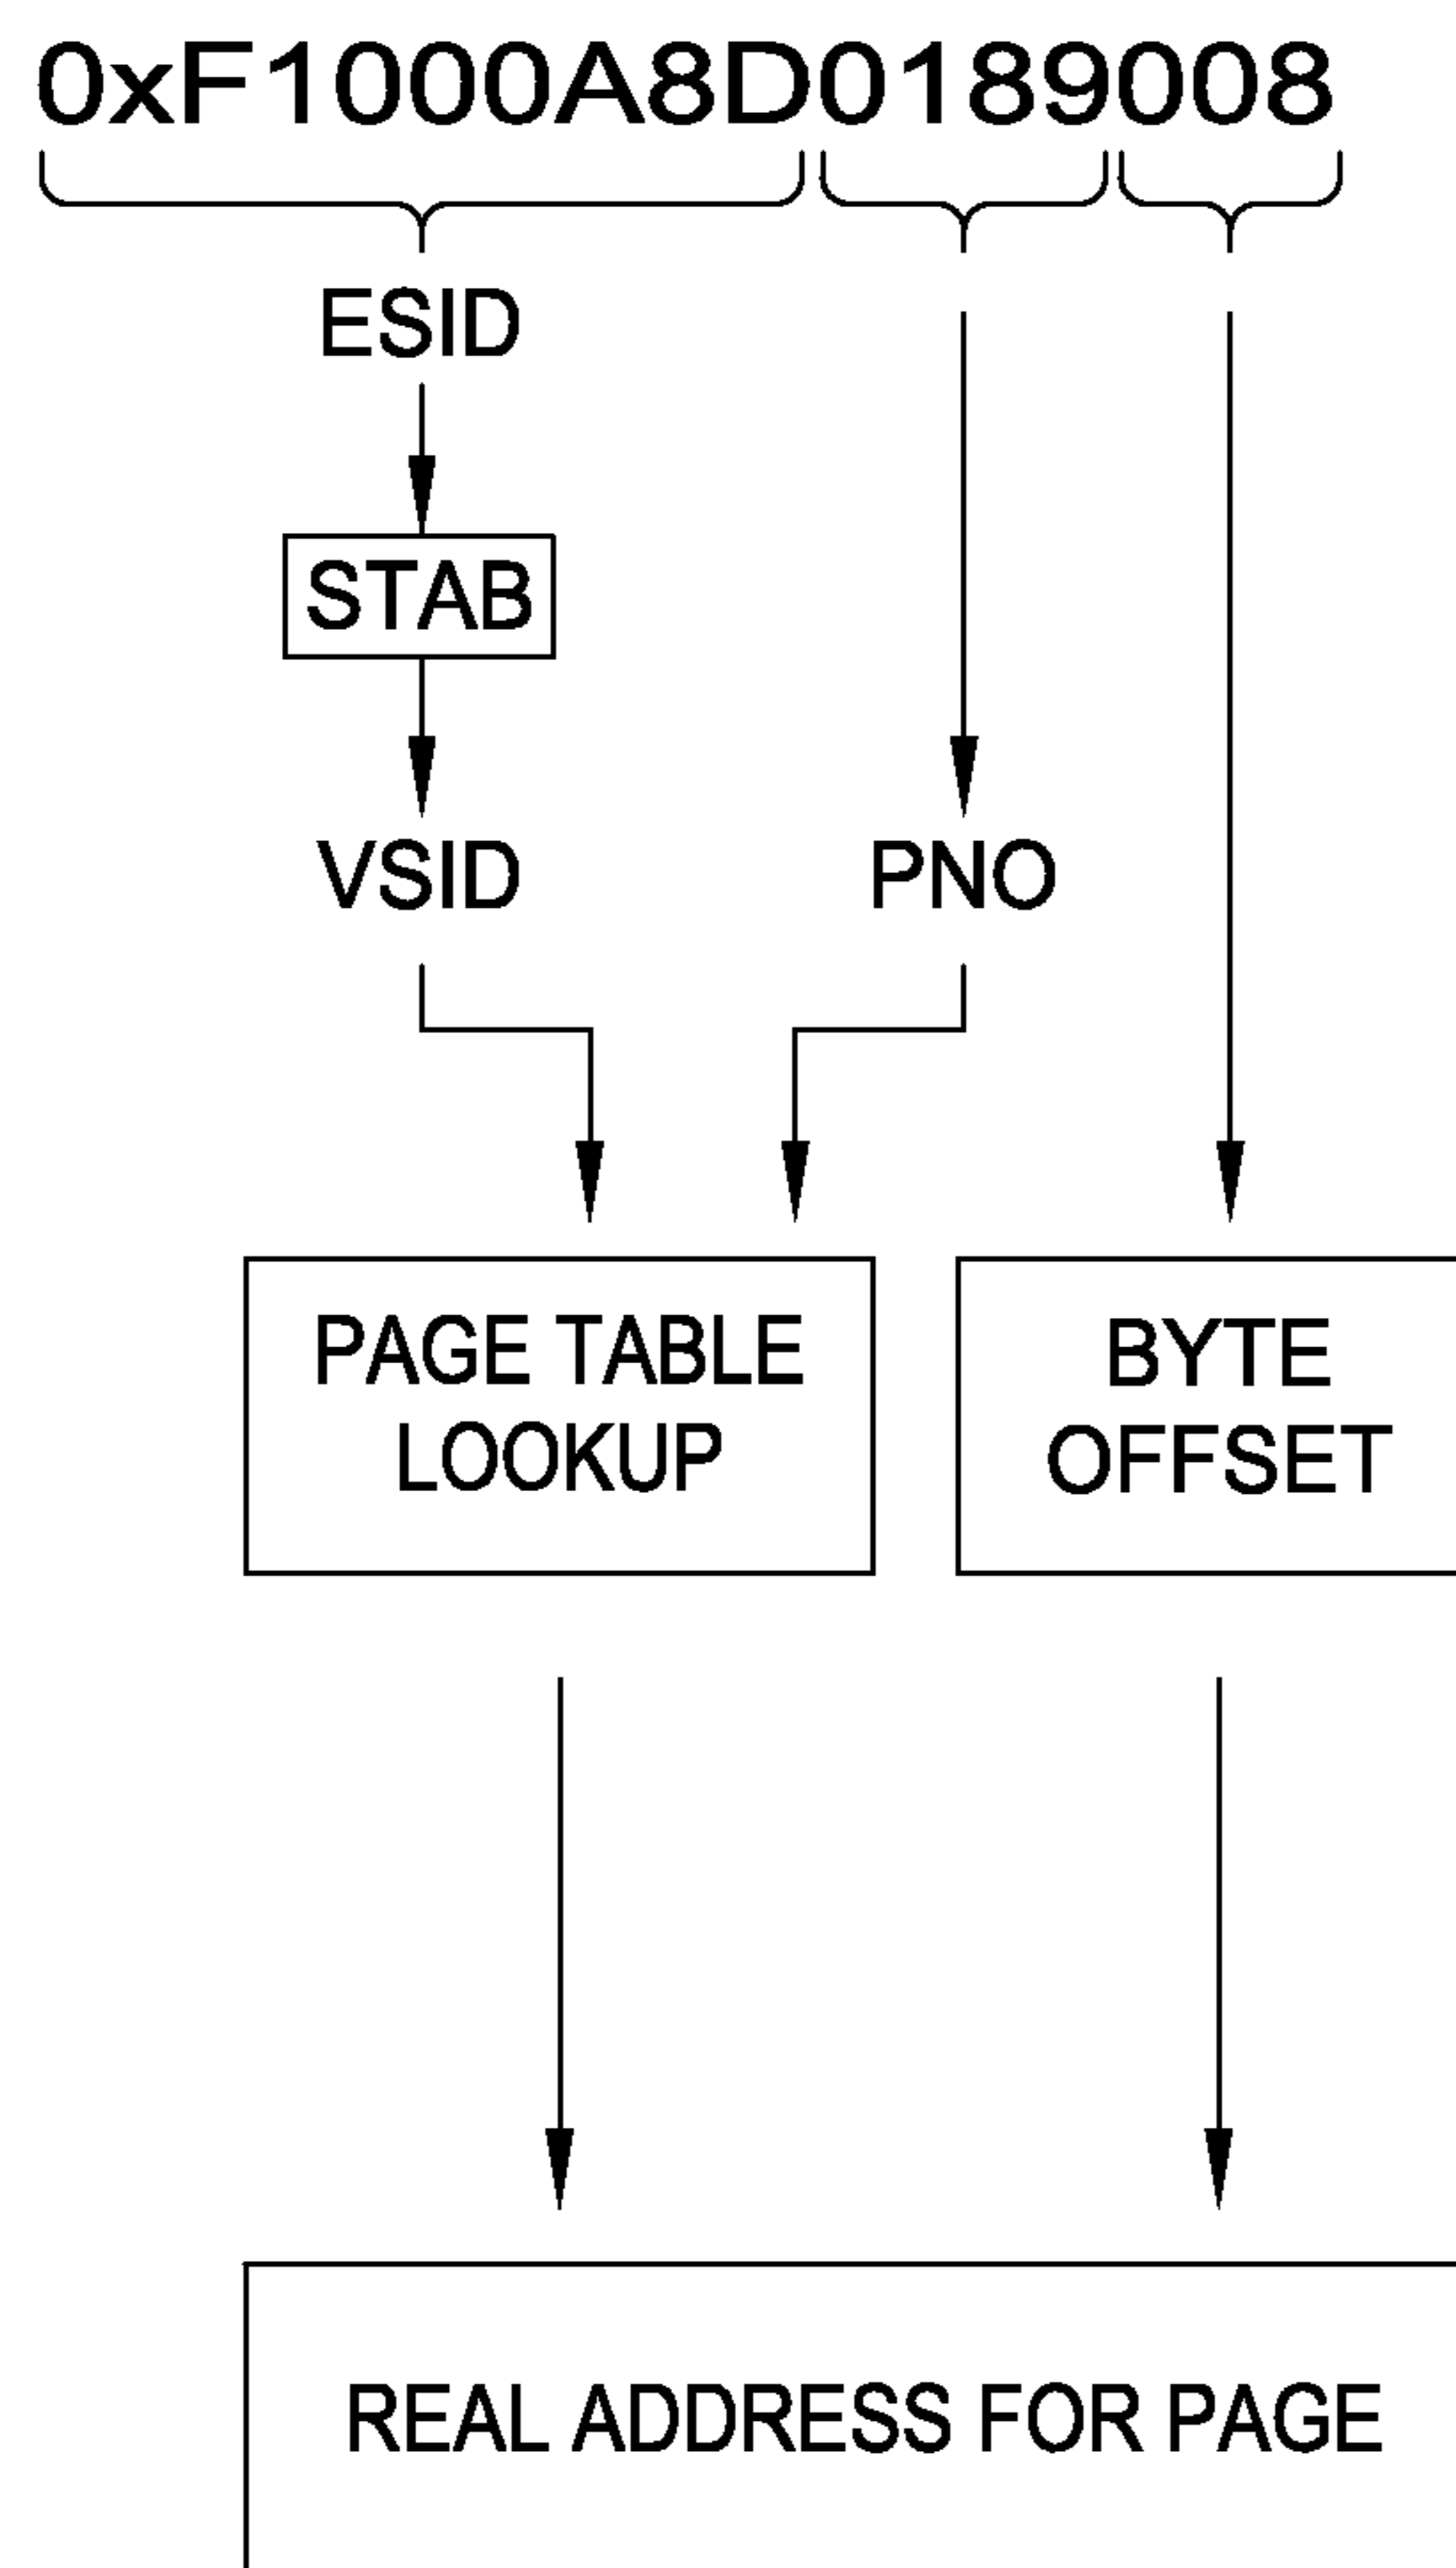 0xF1000A8D0189008
ESID
STAB
VSID
PNO
PAGE TABLE
LOOKUP
BYTE
OFFSET
REAL ADDRESS FOR PAGE